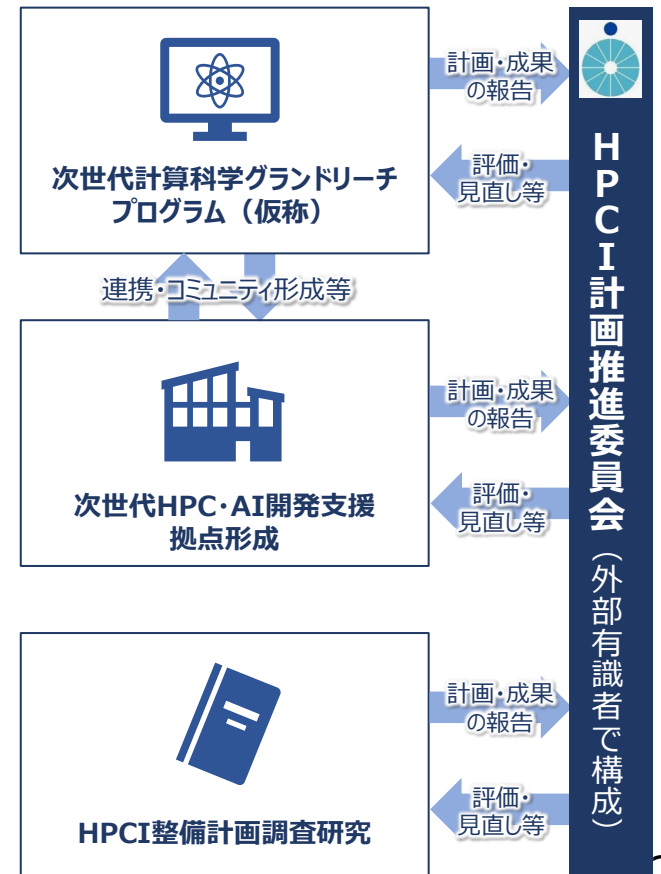 次世代計算科学グランドリーチ
プログラム（仮称）
計画・成果
の報告
評価・
見直し等
連携・コミュニティ形成等
次世代HPC・AI開発支援
拠点形成
計画・成果
の報告
評価・
見直し等
HPCI整備計画調査研究
計画・成果
の報告
評価・
見直し等
HPCI計画推進委員会（外部有識者で構成）